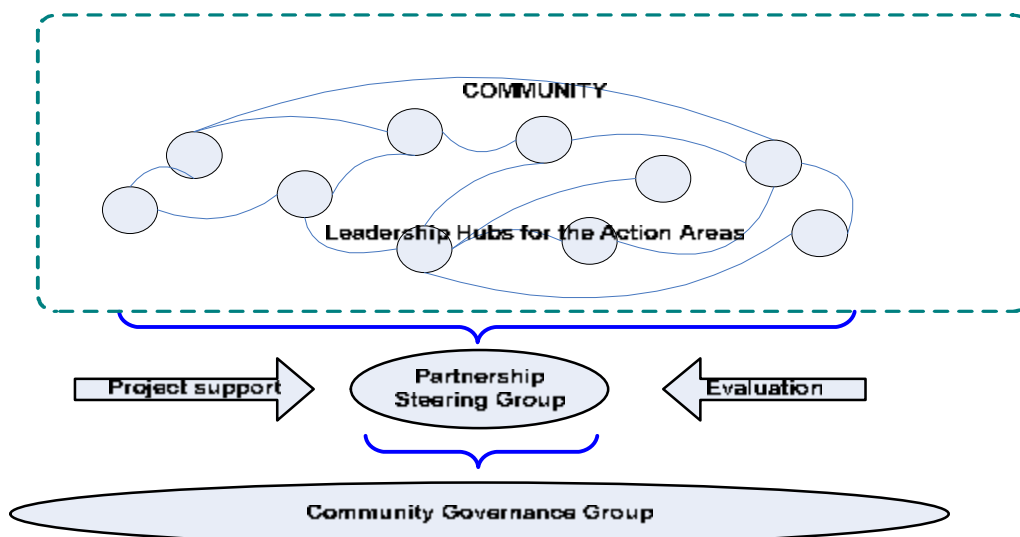 COMMUNITY
Leadership Hubs for the Action Areas
Project support
Partnership
Steering Group
Evaluation
Community Governance Group